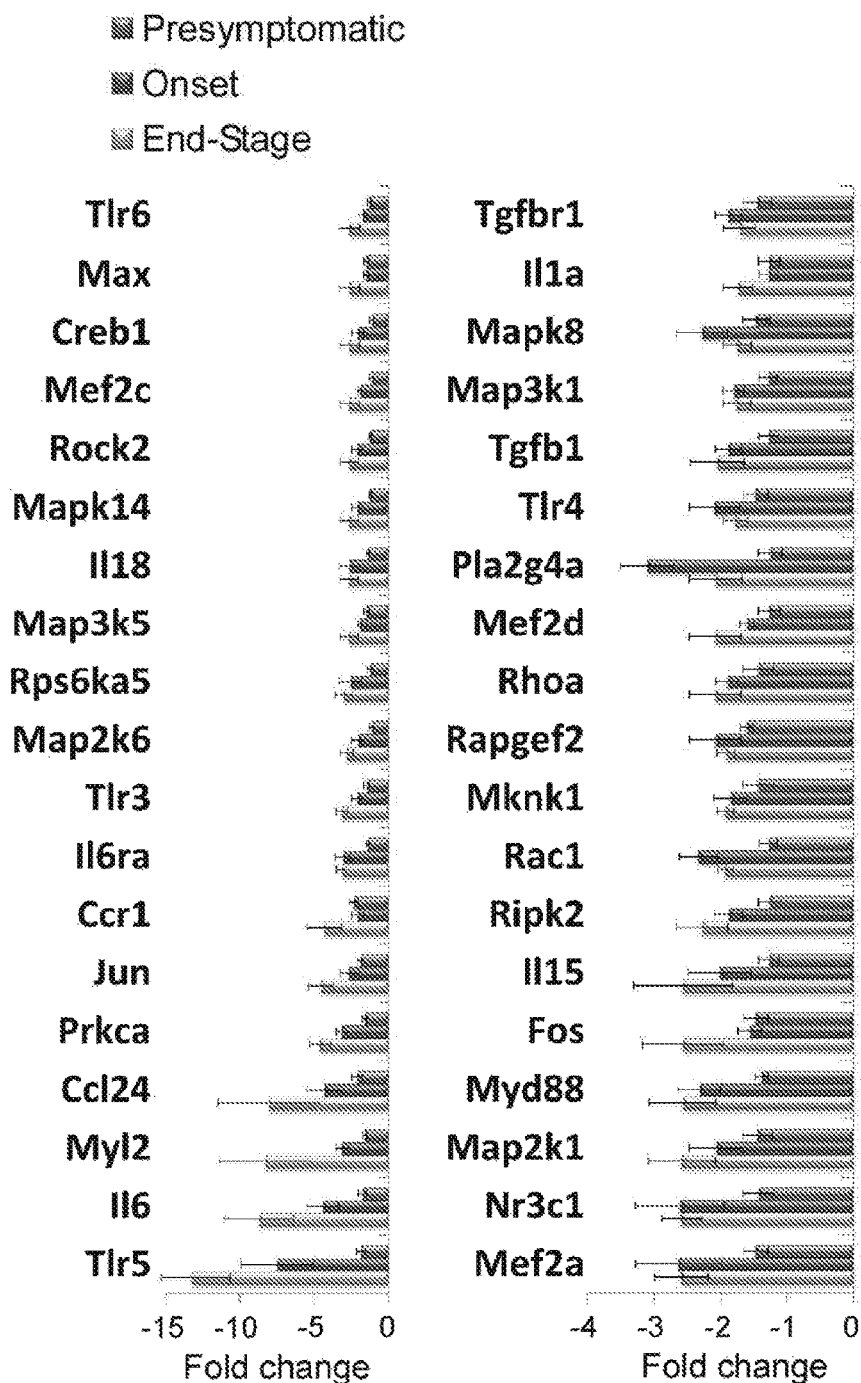 Presymptomatic
Onset
End-Stage
Tlr6
Max
Creb1
Mef2c
Rock2
Mapk14
Il18
Map3k5
Rps6ka5
Map2k6
Tlr3
Il6ra
Ccr1
Jun
Prkca
Ccl24
Myl2
Il6
Tlr5
-15 -10 -5 0
Fold change
Tgfbr1
Il1a
Mapk8
Map3k1
Tgfb1
Tlr4
Pla2g4a
Mef2d
Rhoa
Rapgef2
Mknk1
Rac1
Ripk2
Il15
Fos
Myd88
Map2k1
Nr3c1
Mef2a
-4 -3 -2 -1 0
Fold change